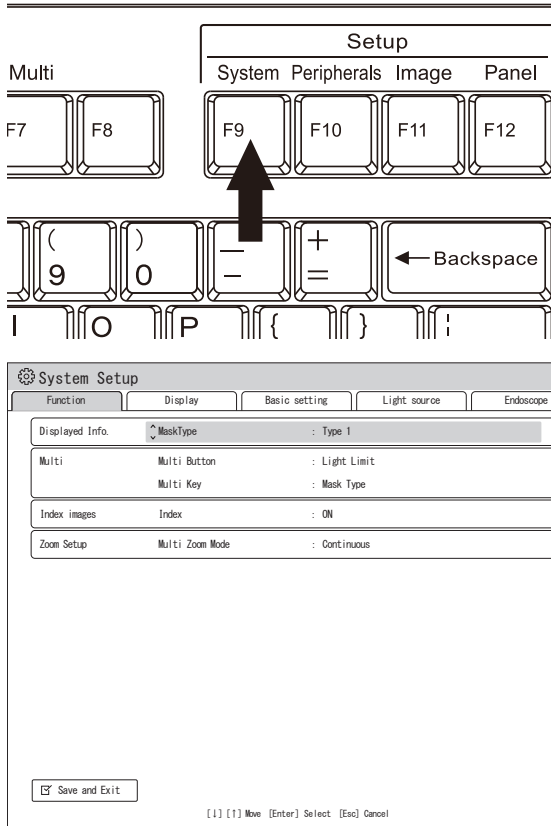 Setup
Multi System Peripherals Image Panel
F7 F8 F9 F10 F11 F12
( ) — +
9 0 - = ← Backspace
I O P { } ¦
System Setup
Function Display Basic setting Light source Endoscope
Displayed Info. MaskType : Type 1
Multi Multi Button : Light Limit
Multi Key : Mask Type
Index images Index : ON
Zoom Setup Multi Zoom Mode : Continuous
Save and Exit
[↓] [↑] Move [Enter] Select [Esc] Cancel